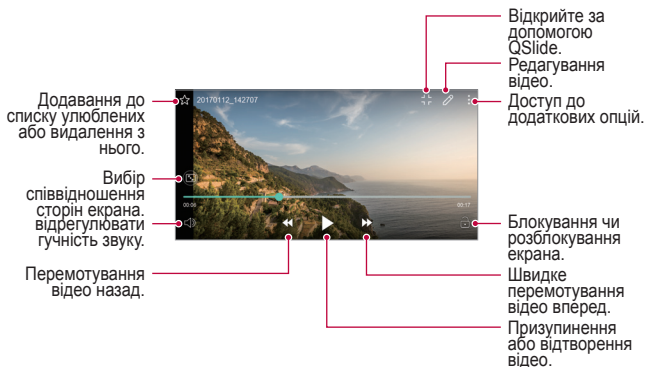 Відкрийте за
допомогою
QSlide.
Редагування
відео.
Доступ до
додаткових опцій.
Додавання до
списку улюблених
або видалення з
нього.
20170112_142707
Вибір
співвідношення
сторін екрана.
відрегулювати
гучність звуку.
00:06
00:17
Блокування чи
розблокування
екрана.
Перемотування
відео назад.
Швидке
перемотування
відео вперед.
Призупинення
або відтворення
відео.